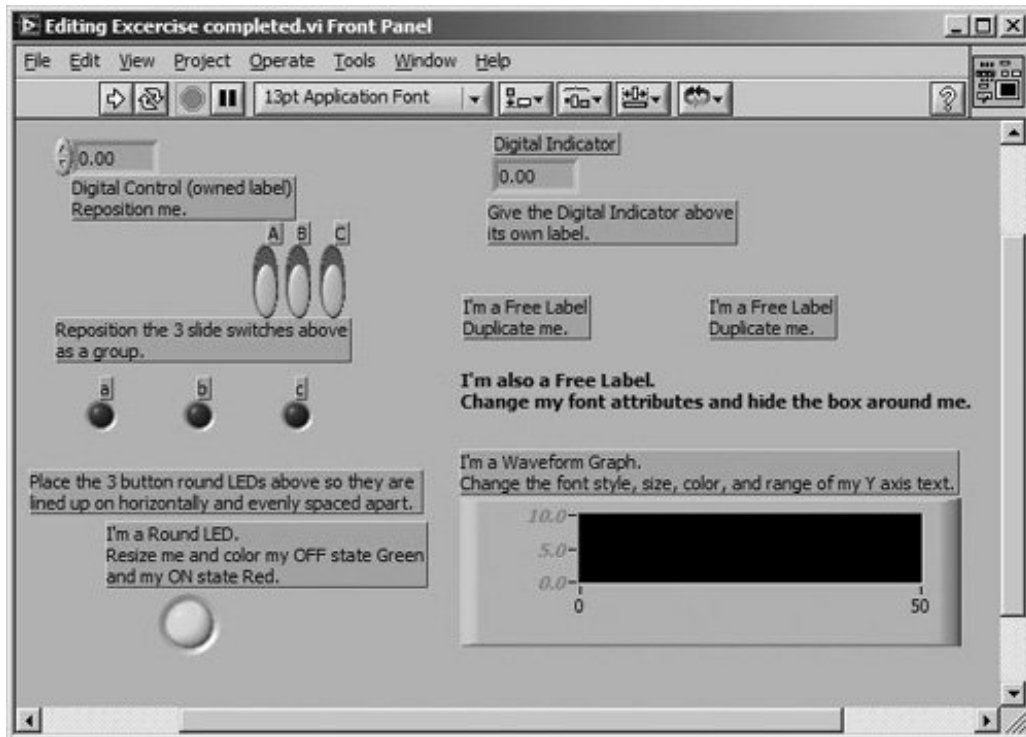 Editing Excercise completed.vi Front Panel
File Edit View Project Operate Tools Window Help
13pt Application Font
0.00
Digital Control (owned label)
Reposition me.
A B C
Reposition the 3 slide switches above
as a group.
a b c
Place the 3 button round LEDs above so they are
lined up on horizontally and evenly spaced apart.
I'm a Round LED.
Resize me and color my OFF state Green
and my ON state Red.
Digital Indicator
0.00
Give the Digital Indicator above
its own label.
I'm a Free Label
Duplicate me.
I'm a Free Label
Duplicate me.
I'm also a Free Label.
Change my font attributes and hide the box around me.
I'm a Waveform Graph.
Change the font style, size, color, and range of my Y axis text.
10.0
5.0
0.0
0 50